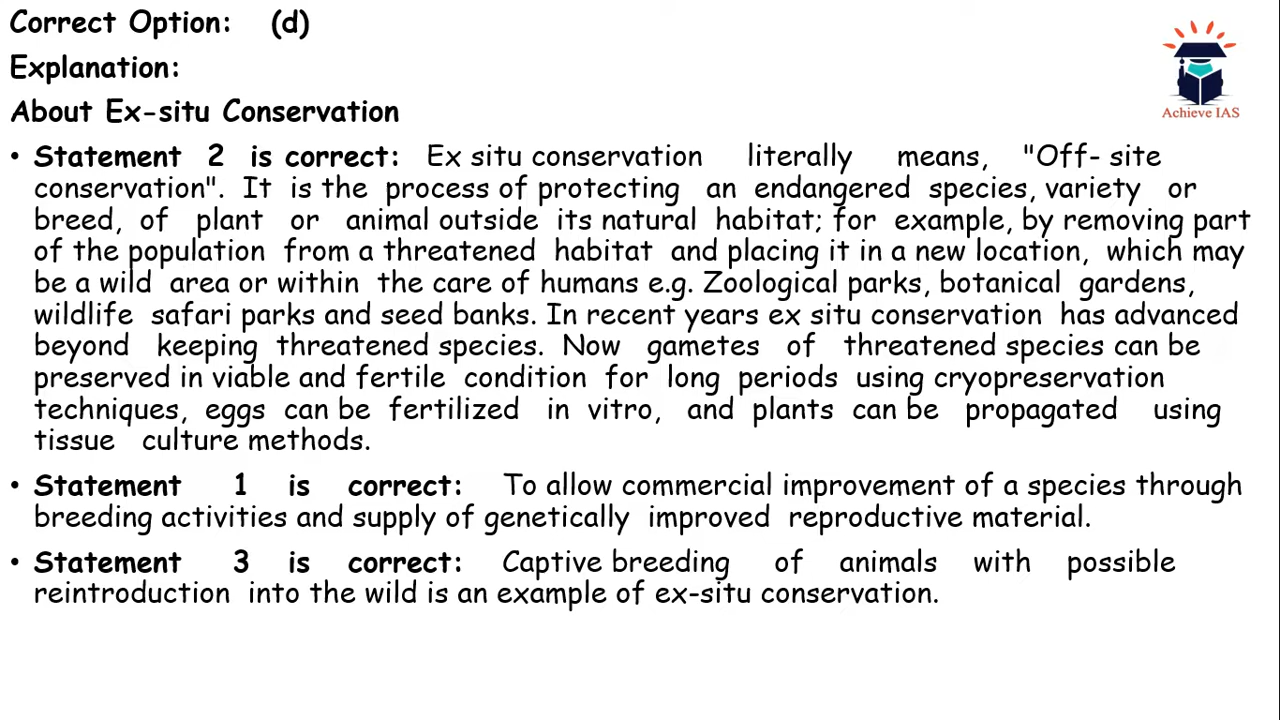 Correct Option: (d)
Explanation:
Achieve IAS
About Ex-situ Conservation
• Statement 2 is correct: Ex situ conservation literally means, "Off- site
conservation". It is the process of protecting an endangered species, variety or
breed, of plant or animal outside its natural habitat; for example, by removing part
of the population from a threatened habitat and placing it in a new location, which may
be a wild area or within the care of humans e.g. Zoological parks, botanical gardens,
wildlife safari parks and seed banks. In recent years ex situ conservation has advanced
beyond keeping threatened species. Now gametes of threatened species can be
preserved in viable and fertile condition for long periods using cryopreservation
techniques, eggs can be fertilized in vitro, and plants can be propagated using
tissue culture methods.
• Statement 1 is correct: To allow commercial improvement of a species through
breeding activities and supply of genetically improved reproductive material.
• Statement 3 is correct: Captive breeding of animals with possible
reintroduction into the wild is an example of ex-situ conservation.